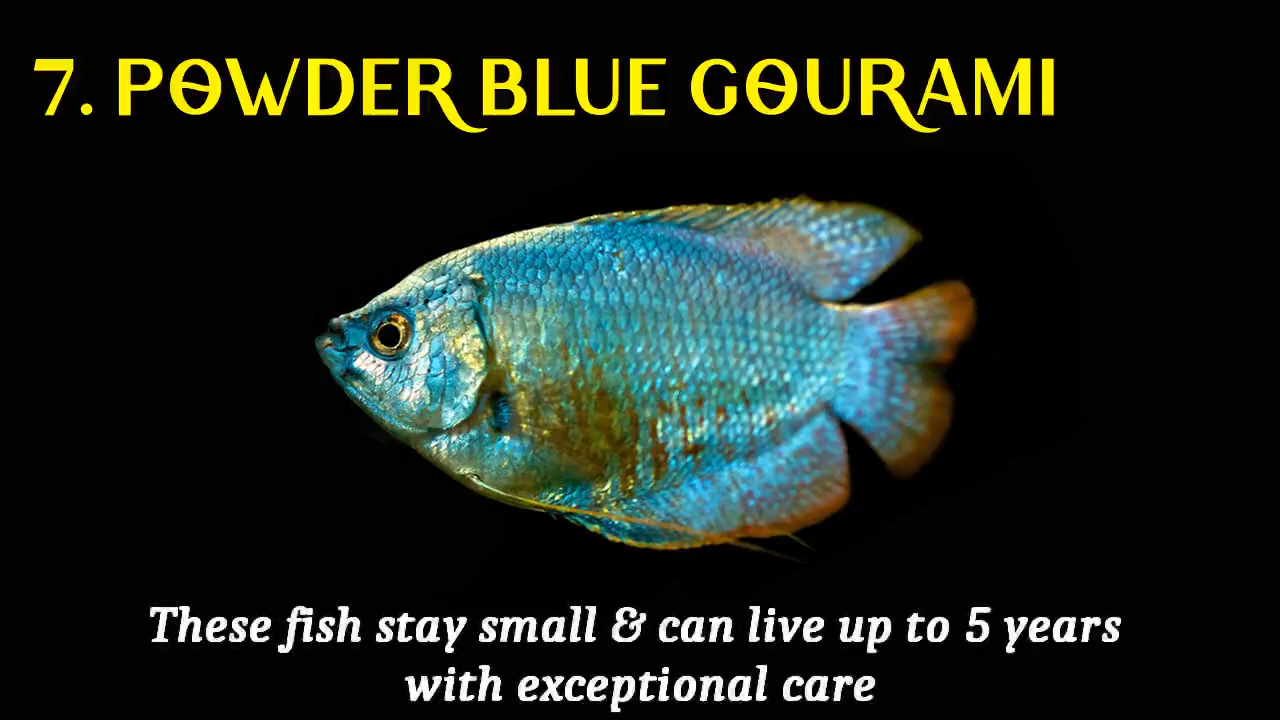 7. POWDER BLUE GOURAMI
These fish stay small & can live up to 5 years
with exceptional care